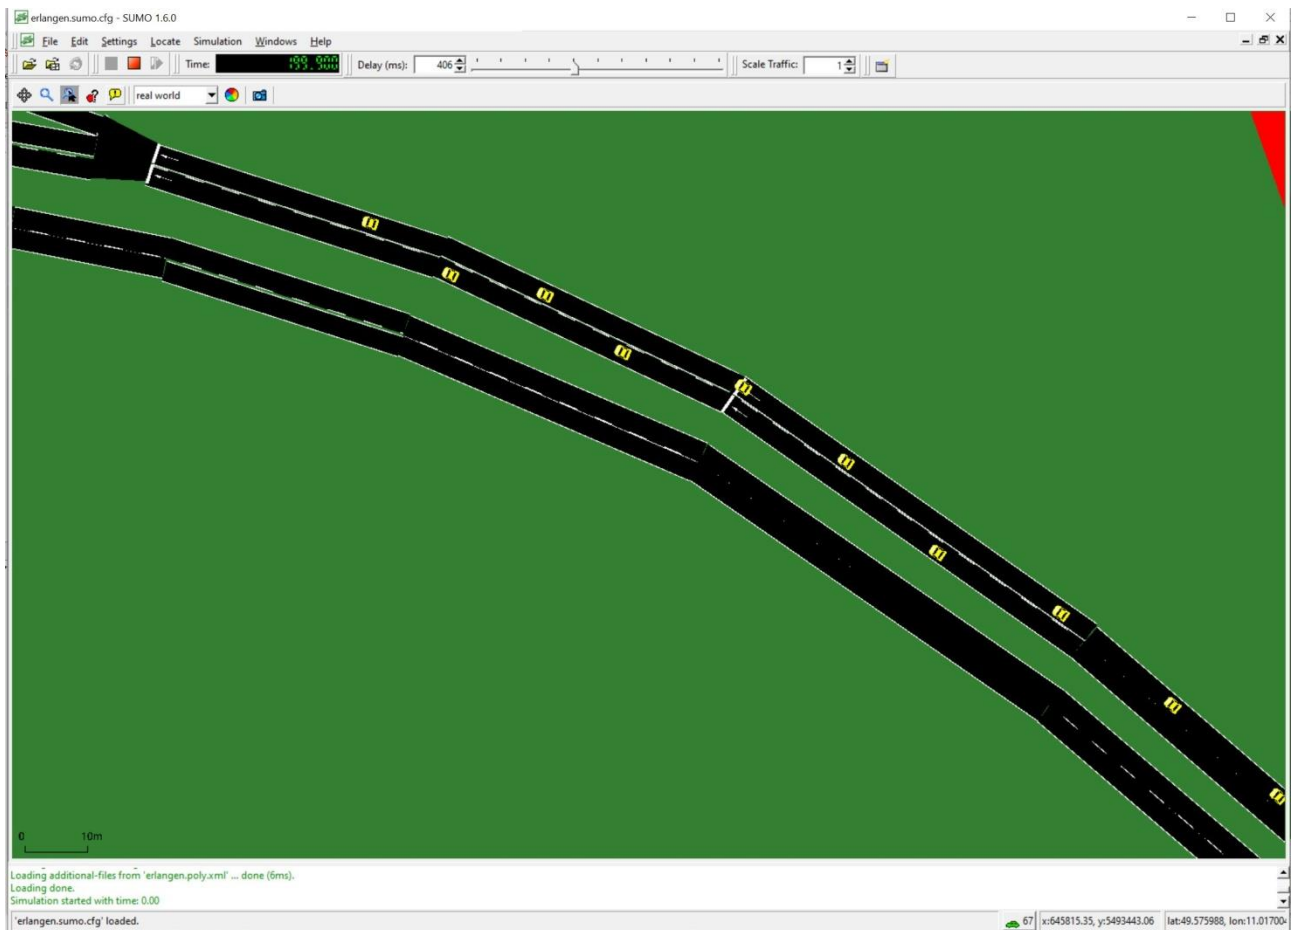 erlangen.sumo.cfg - SUMO 1.6.0
File Edit Settings Locate Simulation Windows Help
Time: 199.900 Delay (ms): 406 Scale Traffic: 1
real world
0 10m
Loading additional-files from 'erlangen.poly.xml' ... done (6ms).
Loading done.
Simulation started with time: 0.00
'erlangen.sumo.cfg' loaded. 67 x:645815.35, y:5493443.06 lat:49.575988, lon:11.01700